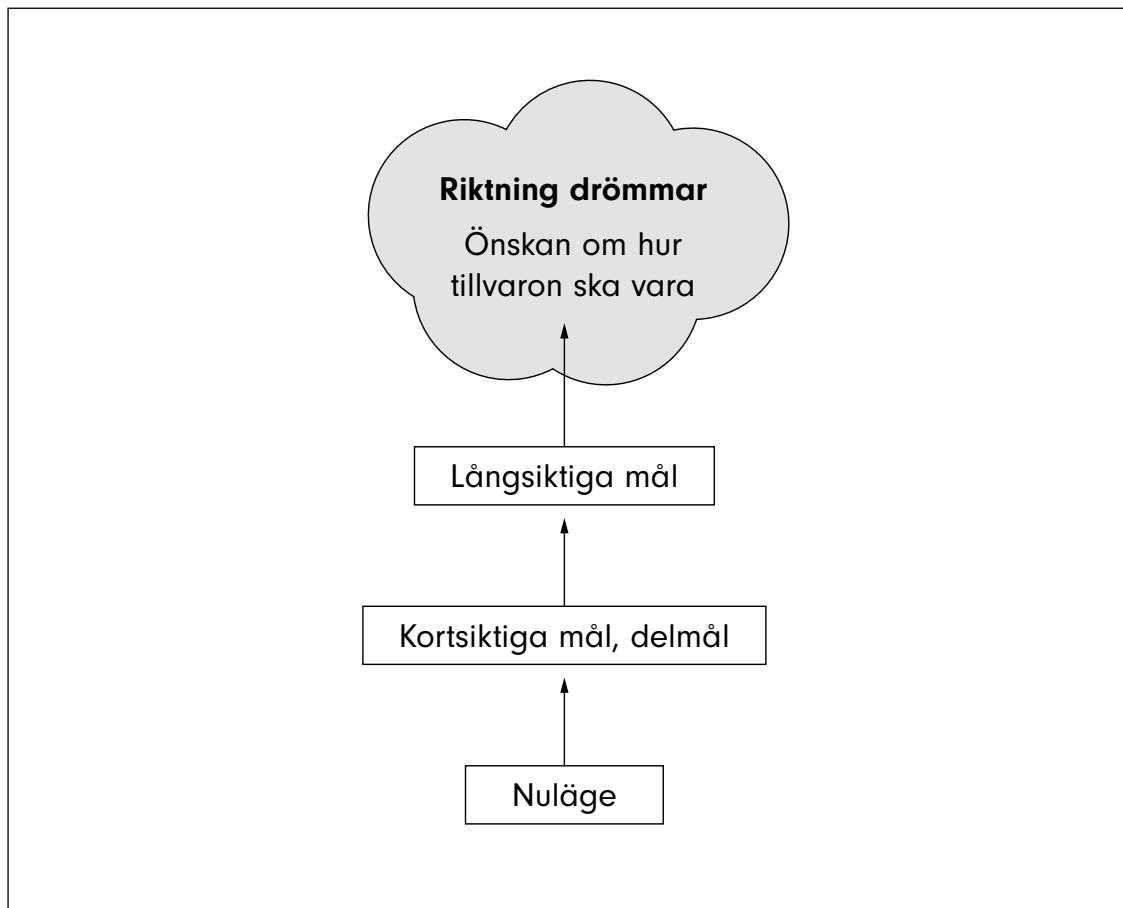 Riktning drömmar
Önskan om hur
tillvaron ska vara
Långsiktiga mål
Kortsiktiga mål, delmål
Nuläge